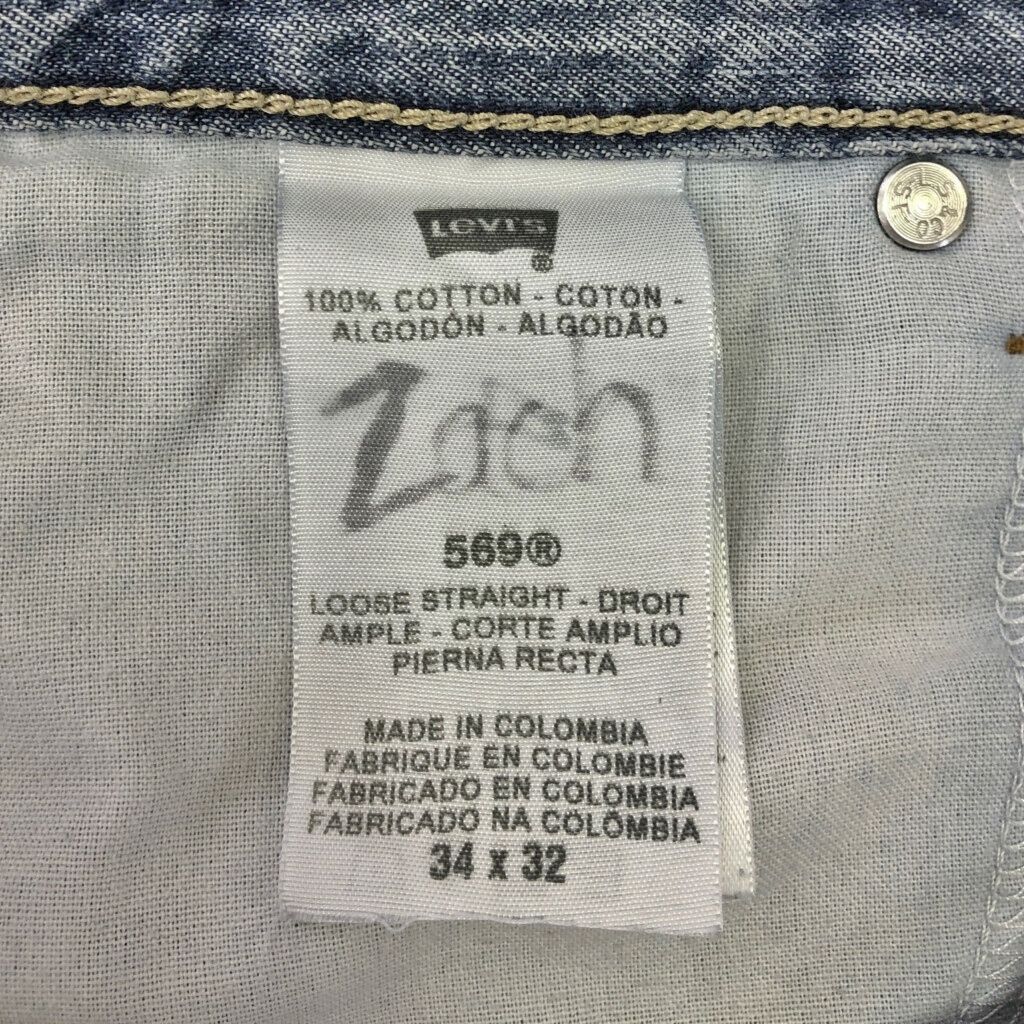 Levi's
®
100% COTTON - COTON -
ALGODÓN - ALGODÃO
Zach
569®
LOOSE STRAIGHT - DROIT
AMPLE - CORTE AMPLIO
PIERNA RECTA
MADE IN COLOMBIA
FABRIQUE EN COLOMBIE
FABRICADO EN COLOMBIA
FABRICADO NA COLÔMBIA
34 x 32